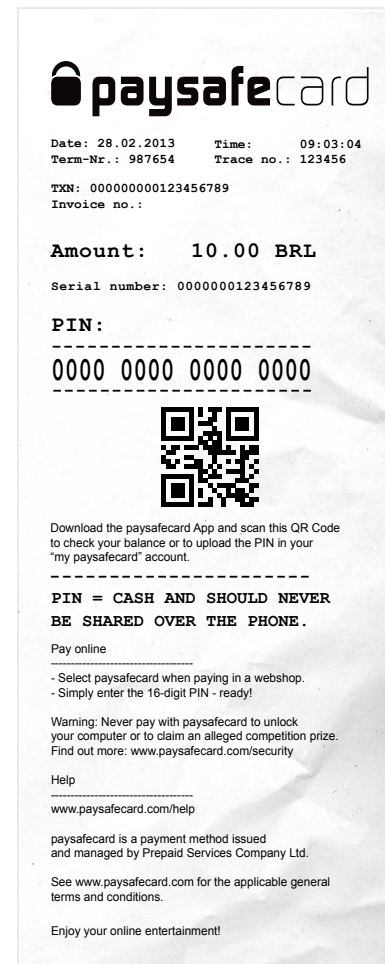 paysafecard
Date: 28.02.2013 Time: 09:03:04
Term-Nr.: 987654 Trace no.: 123456
TXN: 000000000123456789
Invoice no.:
Amount: 10.00 BRL
Serial number: 0000000123456789
PIN:
----------------------
0000 0000 0000 0000
----------------------
Download the paysafecard App and scan this QR Code
to check your balance or to upload the PIN in your
“my paysafecard” account.
----------------------
PIN = CASH AND SHOULD NEVER
BE SHARED OVER THE PHONE.
Pay online
------------------------------------
- Select paysafecard when paying in a webshop.
- Simply enter the 16-digit PIN - ready!
Warning: Never pay with paysafecard to unlock
your computer or to claim an alleged competition prize.
Find out more: www.paysafecard.com/security
Help
------------------------------------
www.paysafecard.com/help
paysafecard is a payment method issued
and managed by Prepaid Services Company Ltd.
See www.paysafecard.com for the applicable general
terms and conditions.
Enjoy your online entertainment!